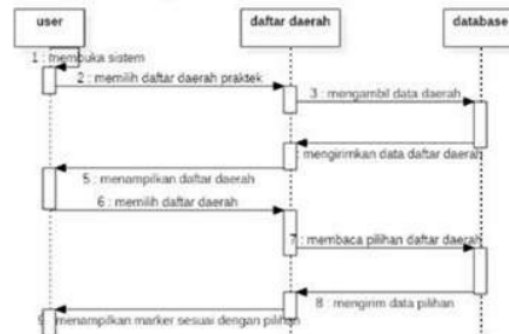 user
daftar daerah
database
1 : membuka sistem
2 : memilih daftar daerah praktek
3 : mengambil data daerah
mengirimkan data daftar daerah
5 : menampilkan daftar daerah
6 : memilih daftar daerah
7 : membaca pilihan daftar daerah
8 : mengirim data pilihan
9 : menampilkan marker sesuai dengan pilihan